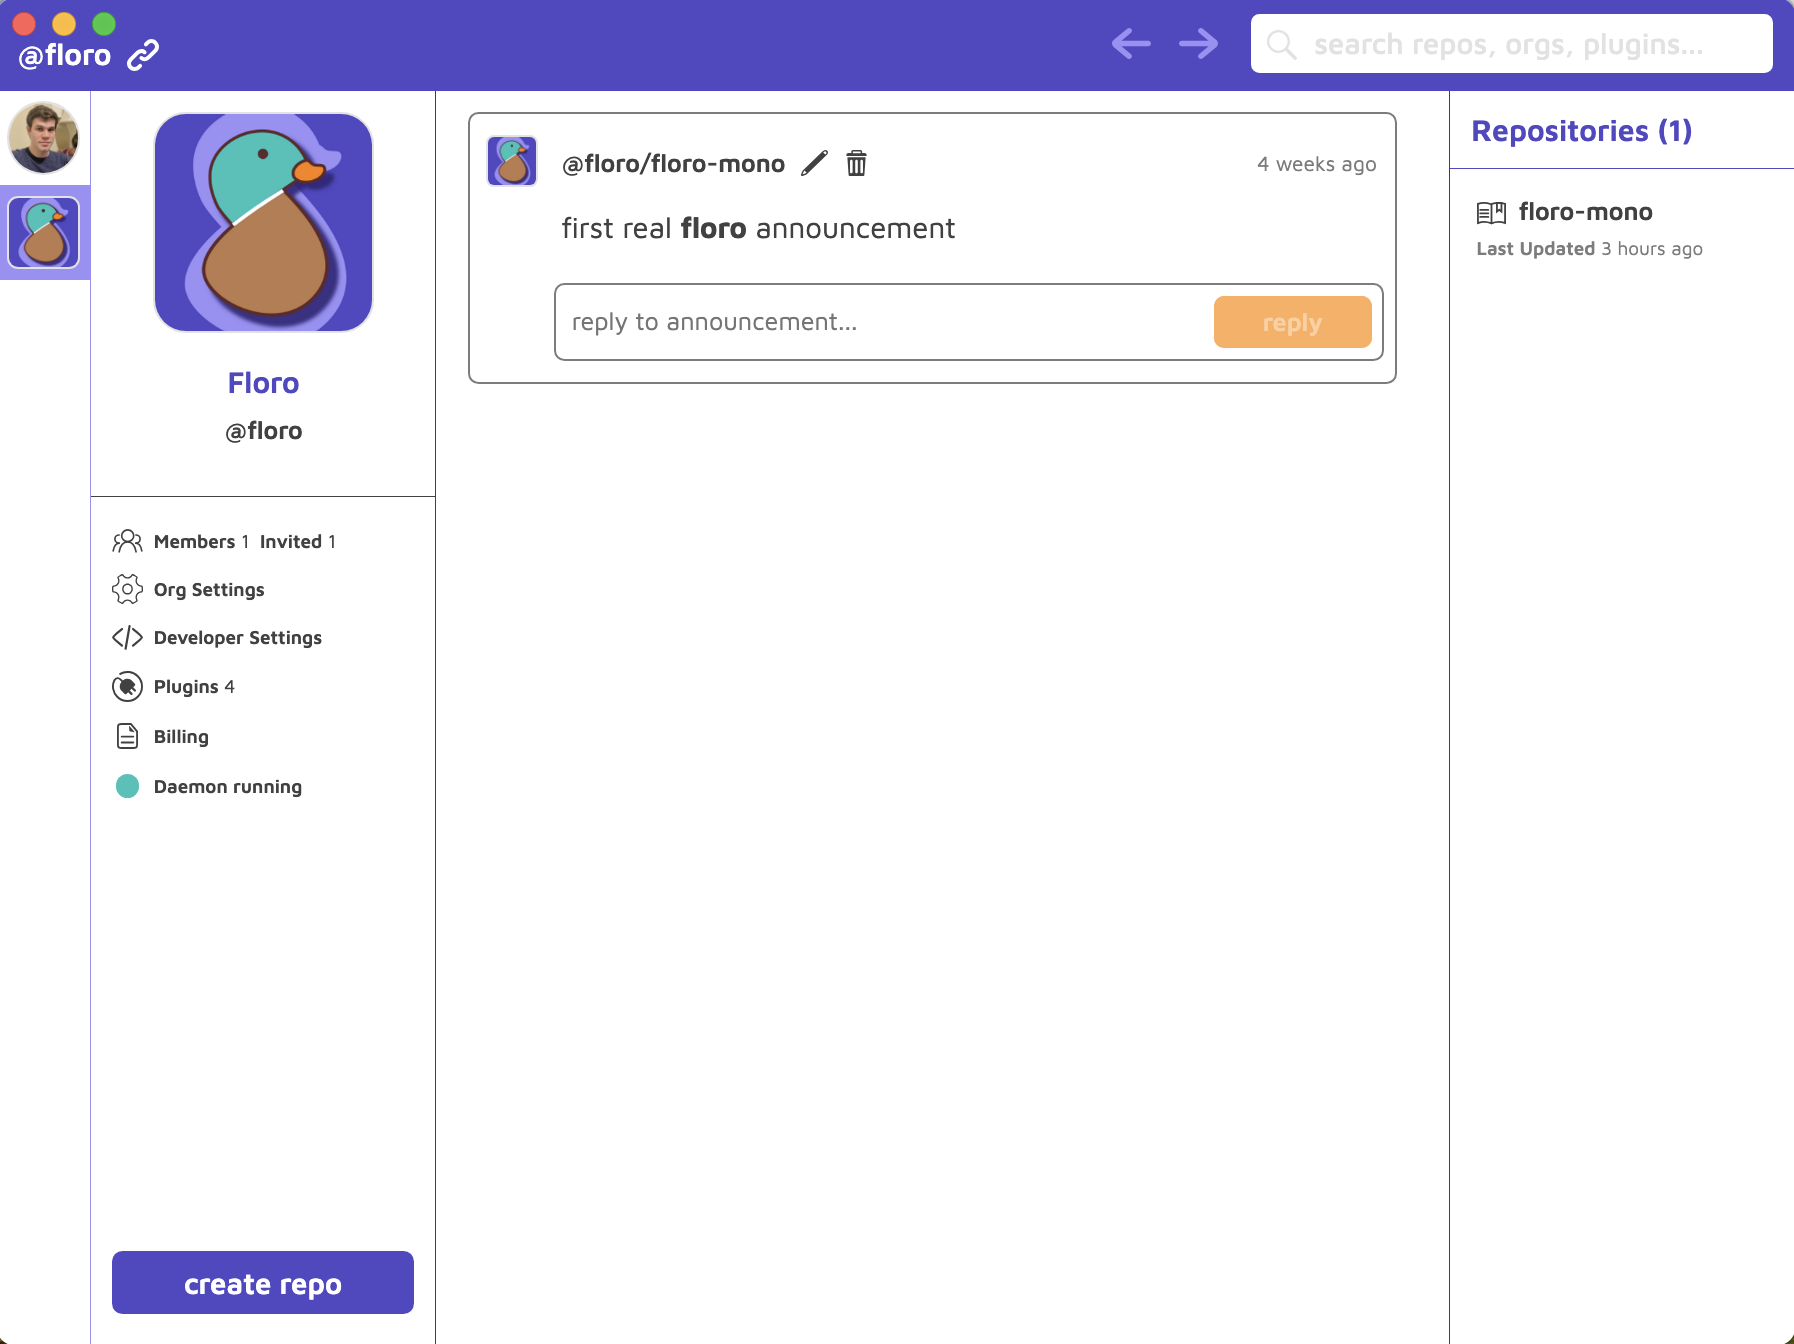 @floro
search repos, orgs, plugins...
Floro
@floro
Members 1 Invited 1
Org Settings
Developer Settings
Plugins 4
Billing
Daemon running
create repo
@floro/floro-mono
4 weeks ago
first real floro announcement
reply to announcement...
reply
Repositories (1)
floro-mono
Last Updated 3 hours ago